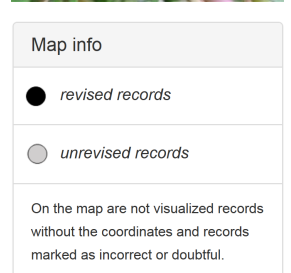 Map info
revised records
unrevised records
On the map are not visualized records
without the coordinates and records
marked as incorrect or doubtful.